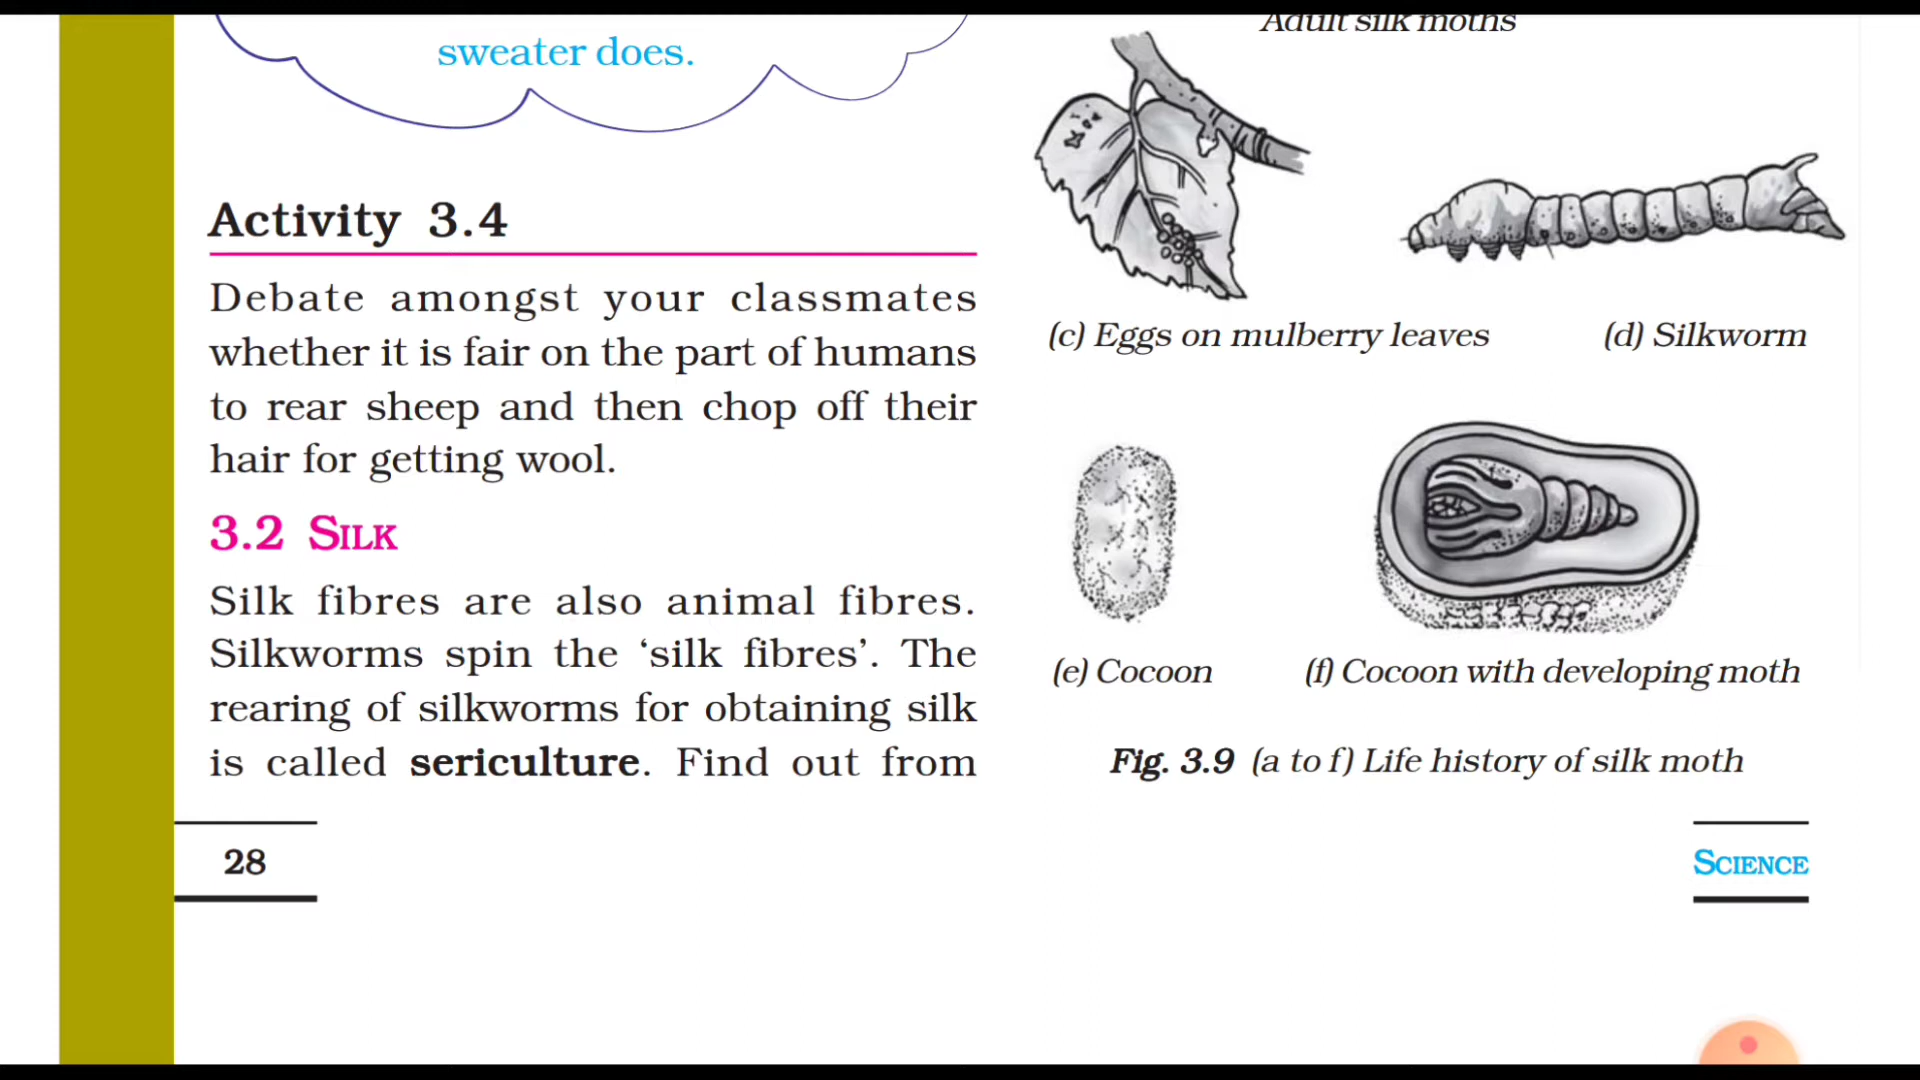 sweater does.
Activity 3.4
Debate amongst your classmates
whether it is fair on the part of humans
to rear sheep and then chop off their
hair for getting wool.
3.2 SILK
Silk fibres are also animal fibres.
Silkworms spin the ‘silk fibres’. The
rearing of silkworms for obtaining silk
is called sericulture. Find out from
28
Adult silk moths
(c) Eggs on mulberry leaves
(d) Silkworm
(e) Cocoon
(f) Cocoon with developing moth
Fig. 3.9 (a to f) Life history of silk moth
SCIENCE